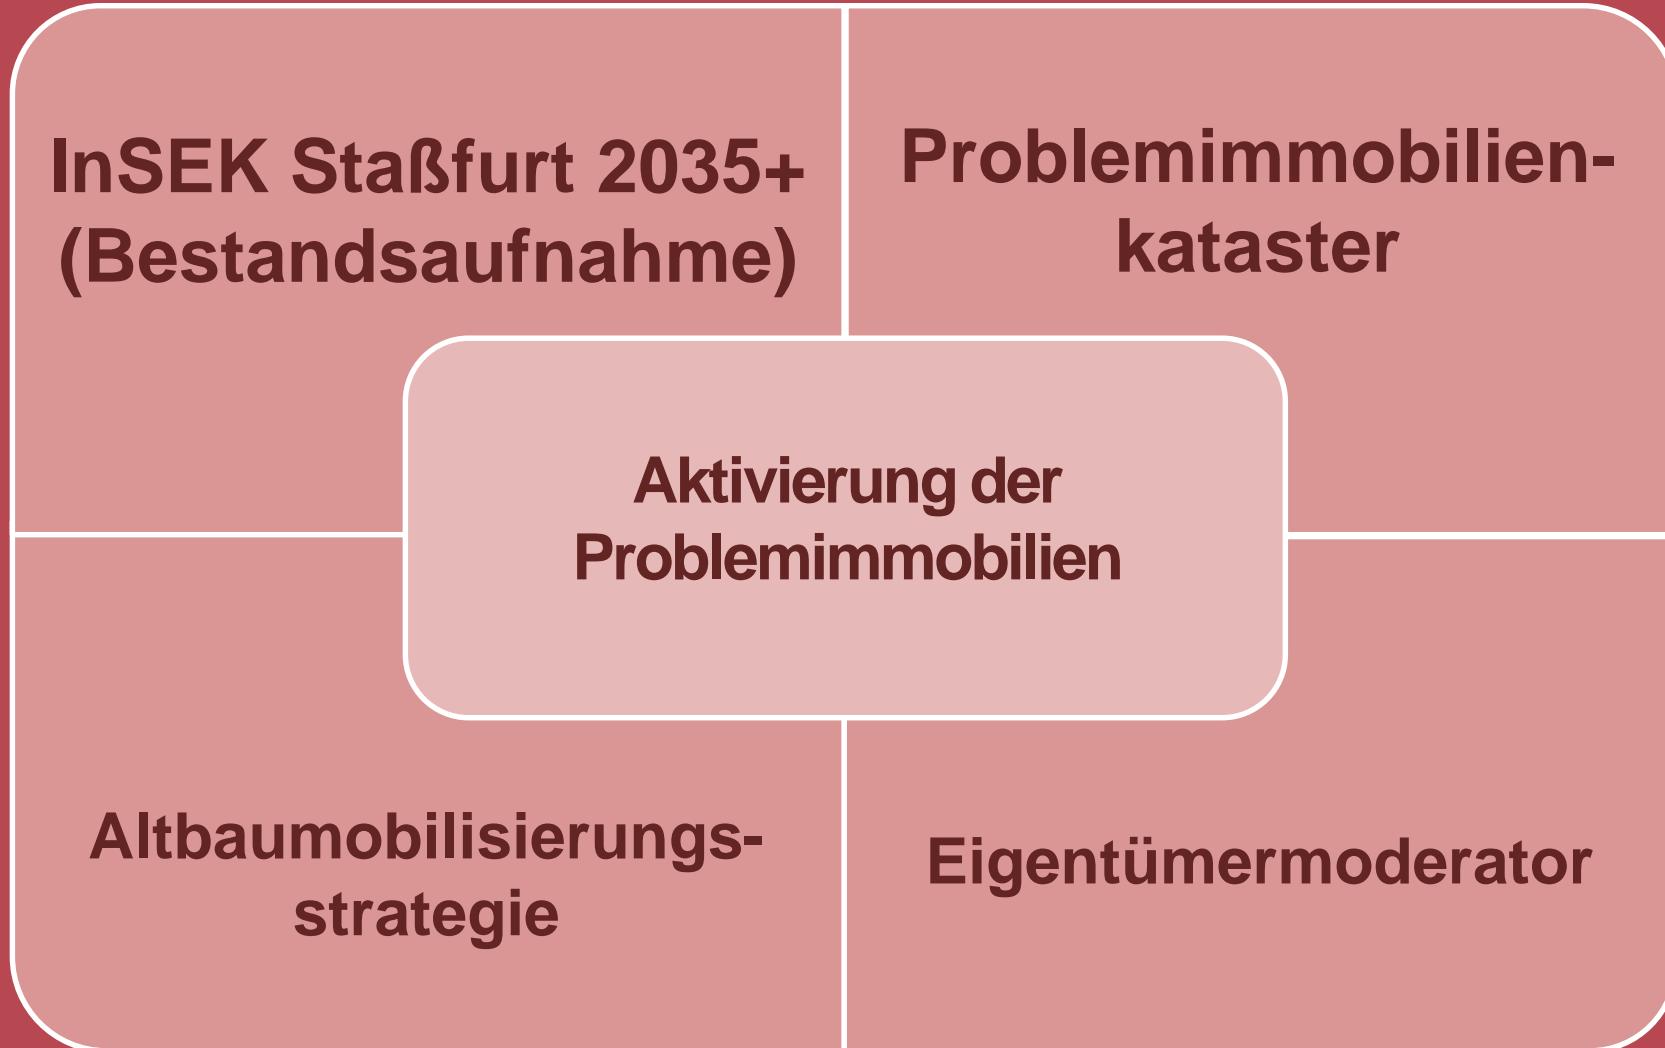 InSEK Staßfurt 2035+
(Bestandsaufnahme)
Problemimmobilien-
kataster
Aktivierung der
Problemimmobilien
Altbaumobilisierungs-
strategie
Eigentümermoderator